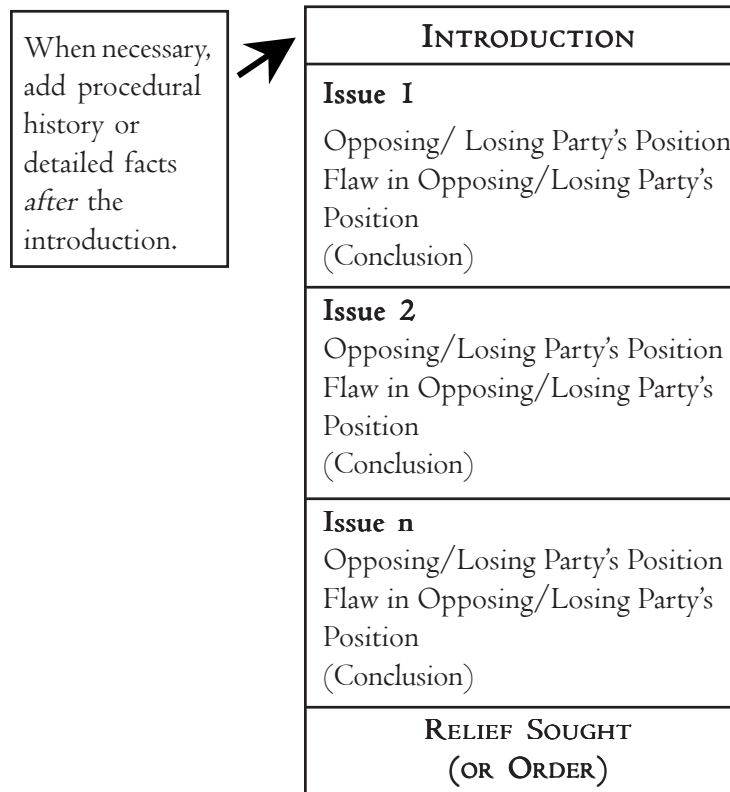 When necessary,
add procedural
history or
detailed facts
after the
introduction.
INTRODUCTION
Issue 1
Opposing/ Losing Party's Position
Flaw in Opposing/Losing Party's
Position
(Conclusion)
Issue 2
Opposing/Losing Party's Position
Flaw in Opposing/Losing Party's
Position
(Conclusion)
Issue n
Opposing/Losing Party's Position
Flaw in Opposing/Losing Party's
Position
(Conclusion)
RELIEF SOUGHT
(OR ORDER)